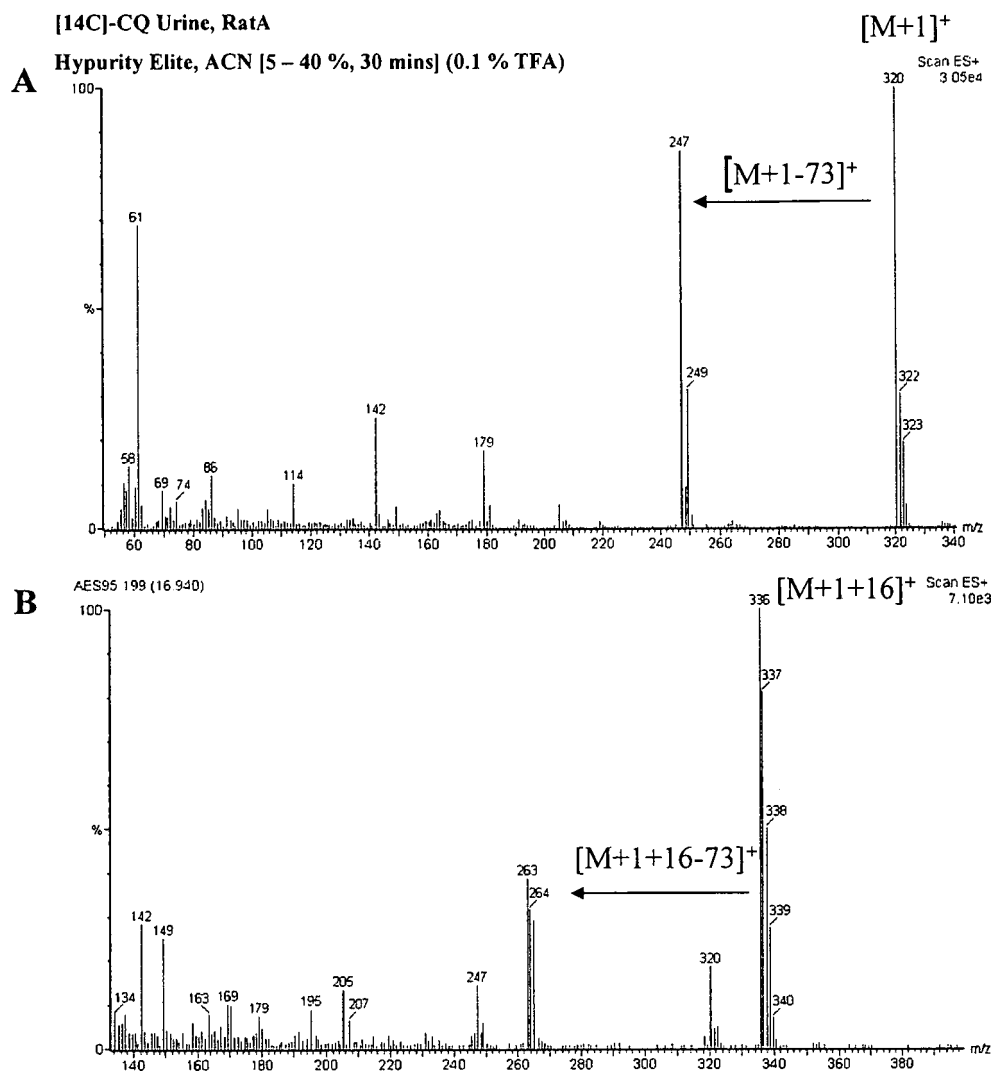 [14C]-CQ Urine, RatA
[M+1]+
Hypurity Elite, ACN [5 – 40 %, 30 mins] (0.1 % TFA)
Scan ES+
3 05e4
A
100
320
247
[M+1-73]+
61
%
249
322
142
323
179
58
69
74
86
114
0
60 80 100 120 140 160 180 200 220 240 260 280 300 320 340 m/z
AES95 199 (16 940)
[M+1+16]+
Scan ES+
7.10e3
B
100
336
337
%
338
[M+1+16-73]+
263
264
339
142
149
320
247
205
134
163
169
179
195
207
340
0
140 160 180 200 220 240 260 280 300 320 340 360 380 m/z